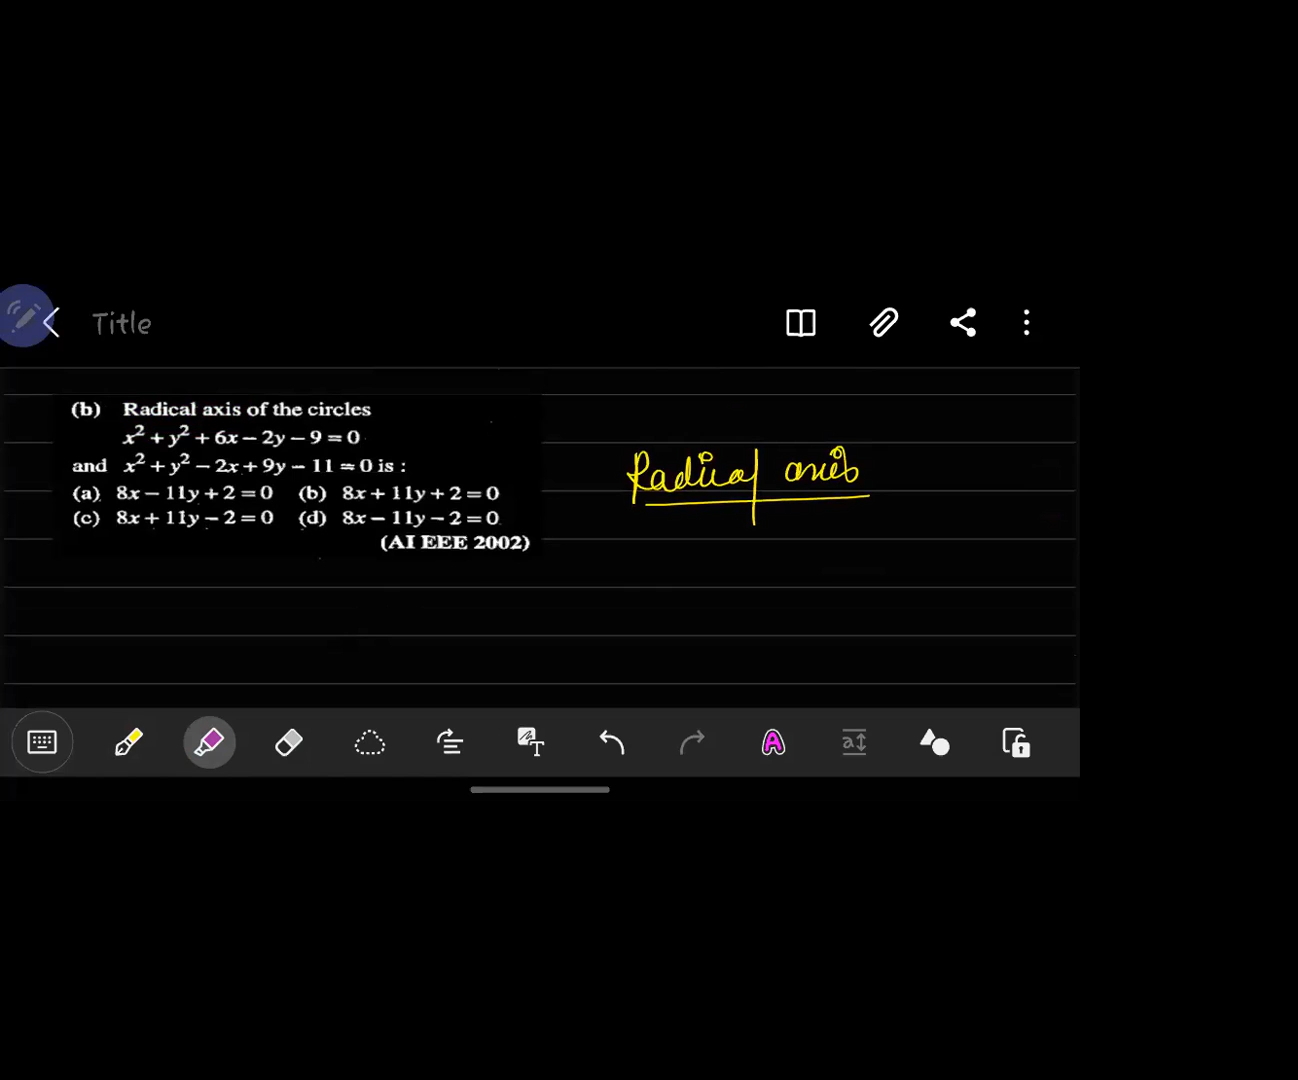 Title
(b) Radical axis of the circles
x² + y² + 6x − 2y − 9 = 0
and x² + y² − 2x + 9y − 11 = 0 is :
(a) 8x − 11y + 2 = 0 (b) 8x + 11y + 2 = 0
(c) 8x + 11y − 2 = 0 (d) 8x − 11y − 2 = 0
(AI EEE 2002)
Radical axis